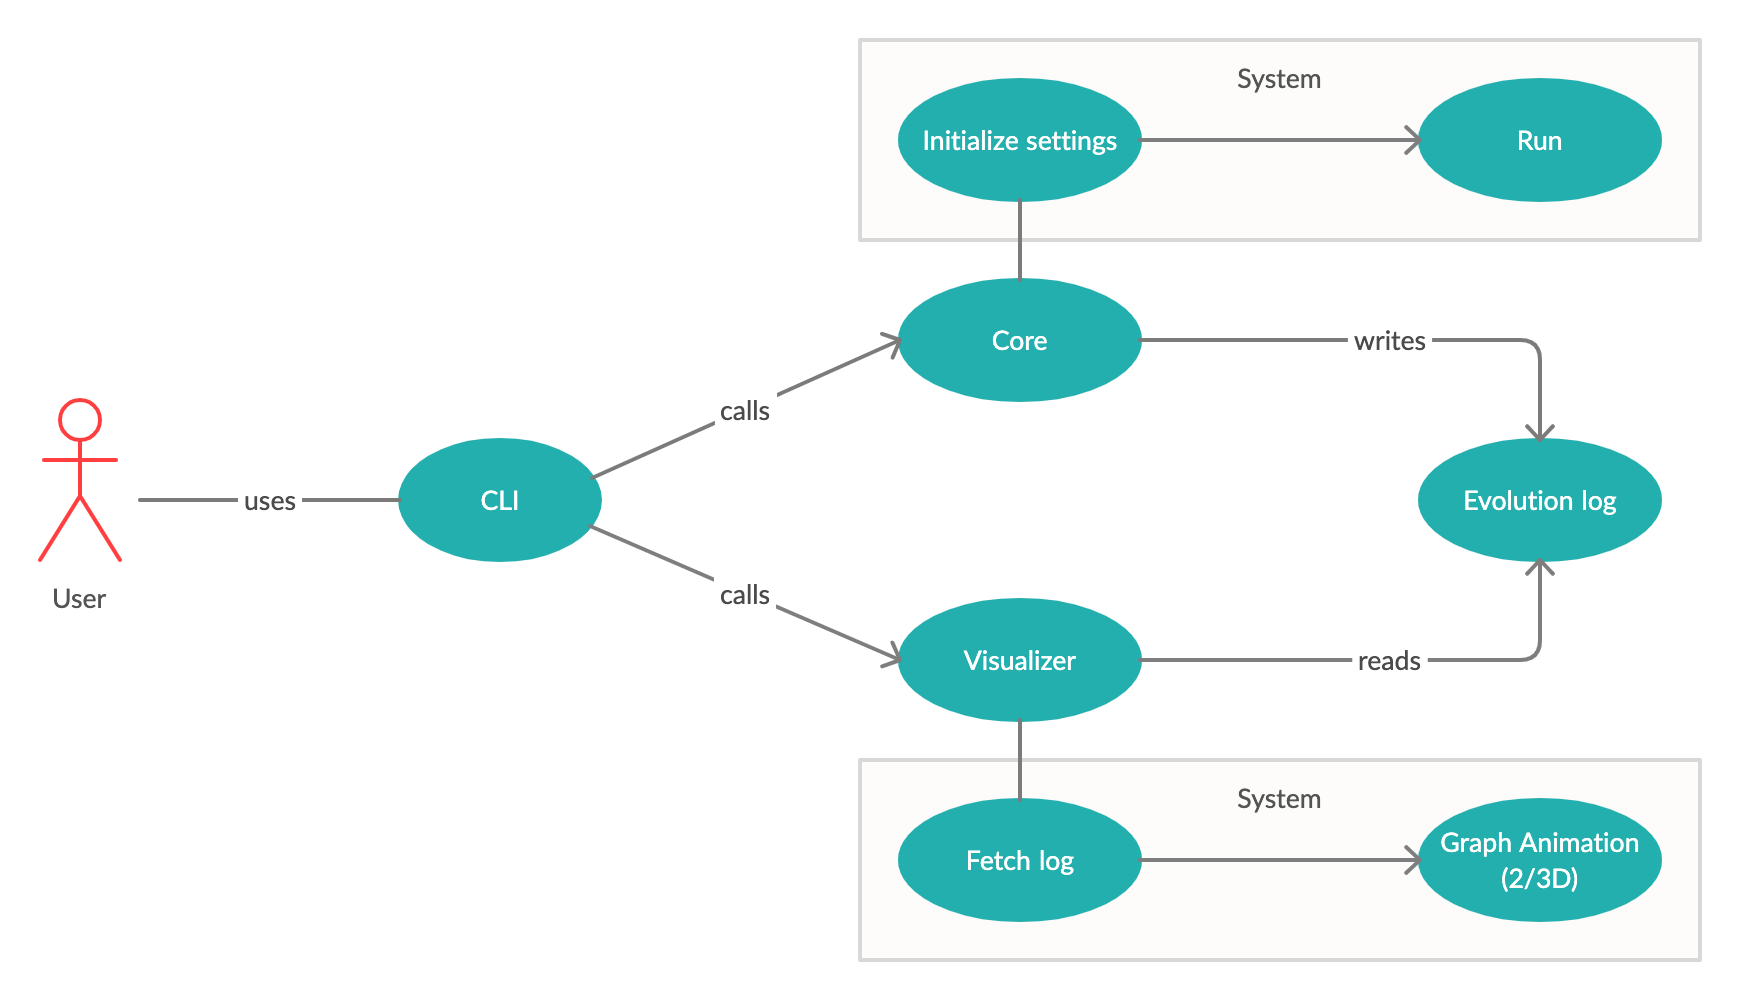 System
Initialize settings
Run
Core
writes
calls
User
uses
CLI
Evolution log
calls
Visualizer
reads
System
Fetch log
Graph Animation
(2/3D)